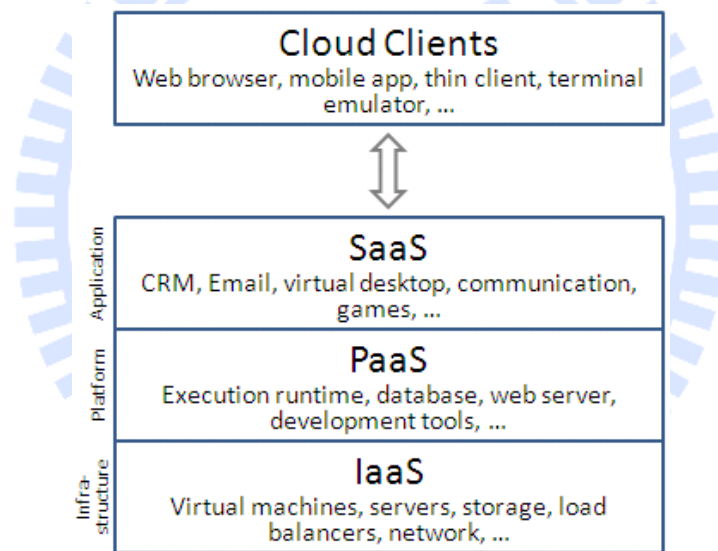 Cloud Clients
Web browser, mobile app, thin client, terminal
emulator, ...
Application
SaaS
CRM, Email, virtual desktop, communication,
games, ...
Platform
PaaS
Execution runtime, database, web server,
development tools, ...
Infra-
structure
IaaS
Virtual machines, servers, storage, load
balancers, network, ...